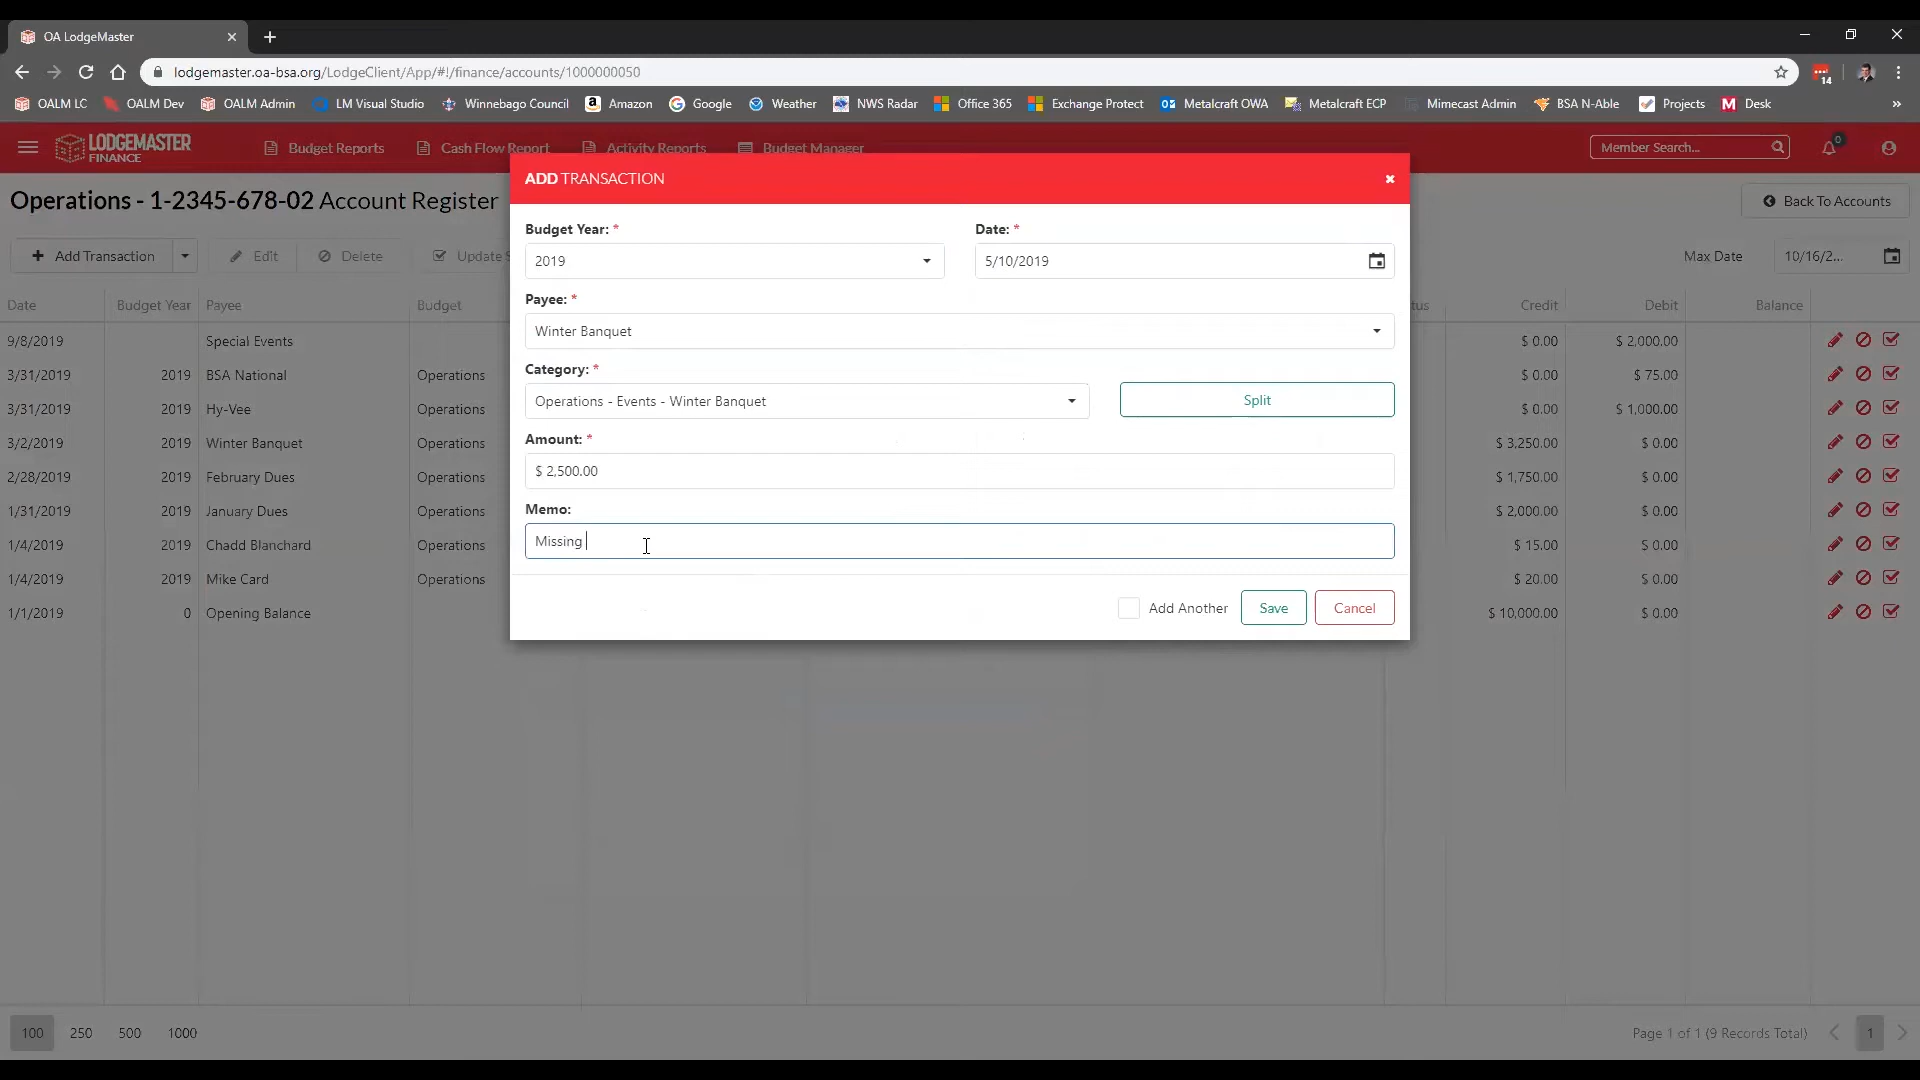 OA LodgeMaster
lodgemaster.oa-bsa.org/LodgeClient/App/#!/finance/accounts/1000000050
14
OALM LC OALM Dev OALM Admin LM Visual Studio Winnebago Council Amazon Google Weather NWS Radar Office 365 Exchange Protect Metalcraft OWA Metalcraft ECP Mimecast Admin BSA N-Able Projects Desk
LODGEMASTER
FINANCE
Budget Reports Cash Flow Report Activity Reports Budget Manager Member Search... 0
ADD TRANSACTION
Operations - 1-2345-678-02 Account Register
Back To Accounts
Add Transaction Edit Delete Update S
Max Date 10/16/2...
Budget Year: * Date: *
2019 5/10/2019
Payee: *
Winter Banquet
Category: *
Operations - Events - Winter Banquet Split
Amount: *
$ 2,500.00
Memo:
Missing
Add Another Save Cancel
Date Budget Year Payee Budget tus Credit Debit Balance
9/8/2019 Special Events $ 0.00 $ 2,000.00
3/31/2019 2019 BSA National Operations $ 0.00 $ 75.00
3/31/2019 2019 Hy-Vee Operations $ 0.00 $ 1,000.00
3/2/2019 2019 Winter Banquet Operations $ 3,250.00 $ 0.00
2/28/2019 2019 February Dues Operations $ 1,750.00 $ 0.00
1/31/2019 2019 January Dues Operations $ 2,000.00 $ 0.00
1/4/2019 2019 Chadd Blanchard Operations $ 15.00 $ 0.00
1/4/2019 2019 Mike Card Operations $ 20.00 $ 0.00
1/1/2019 0 Opening Balance $ 10,000.00 $ 0.00
100 250 500 1000
Page 1 of 1 (9 Records Total) 1